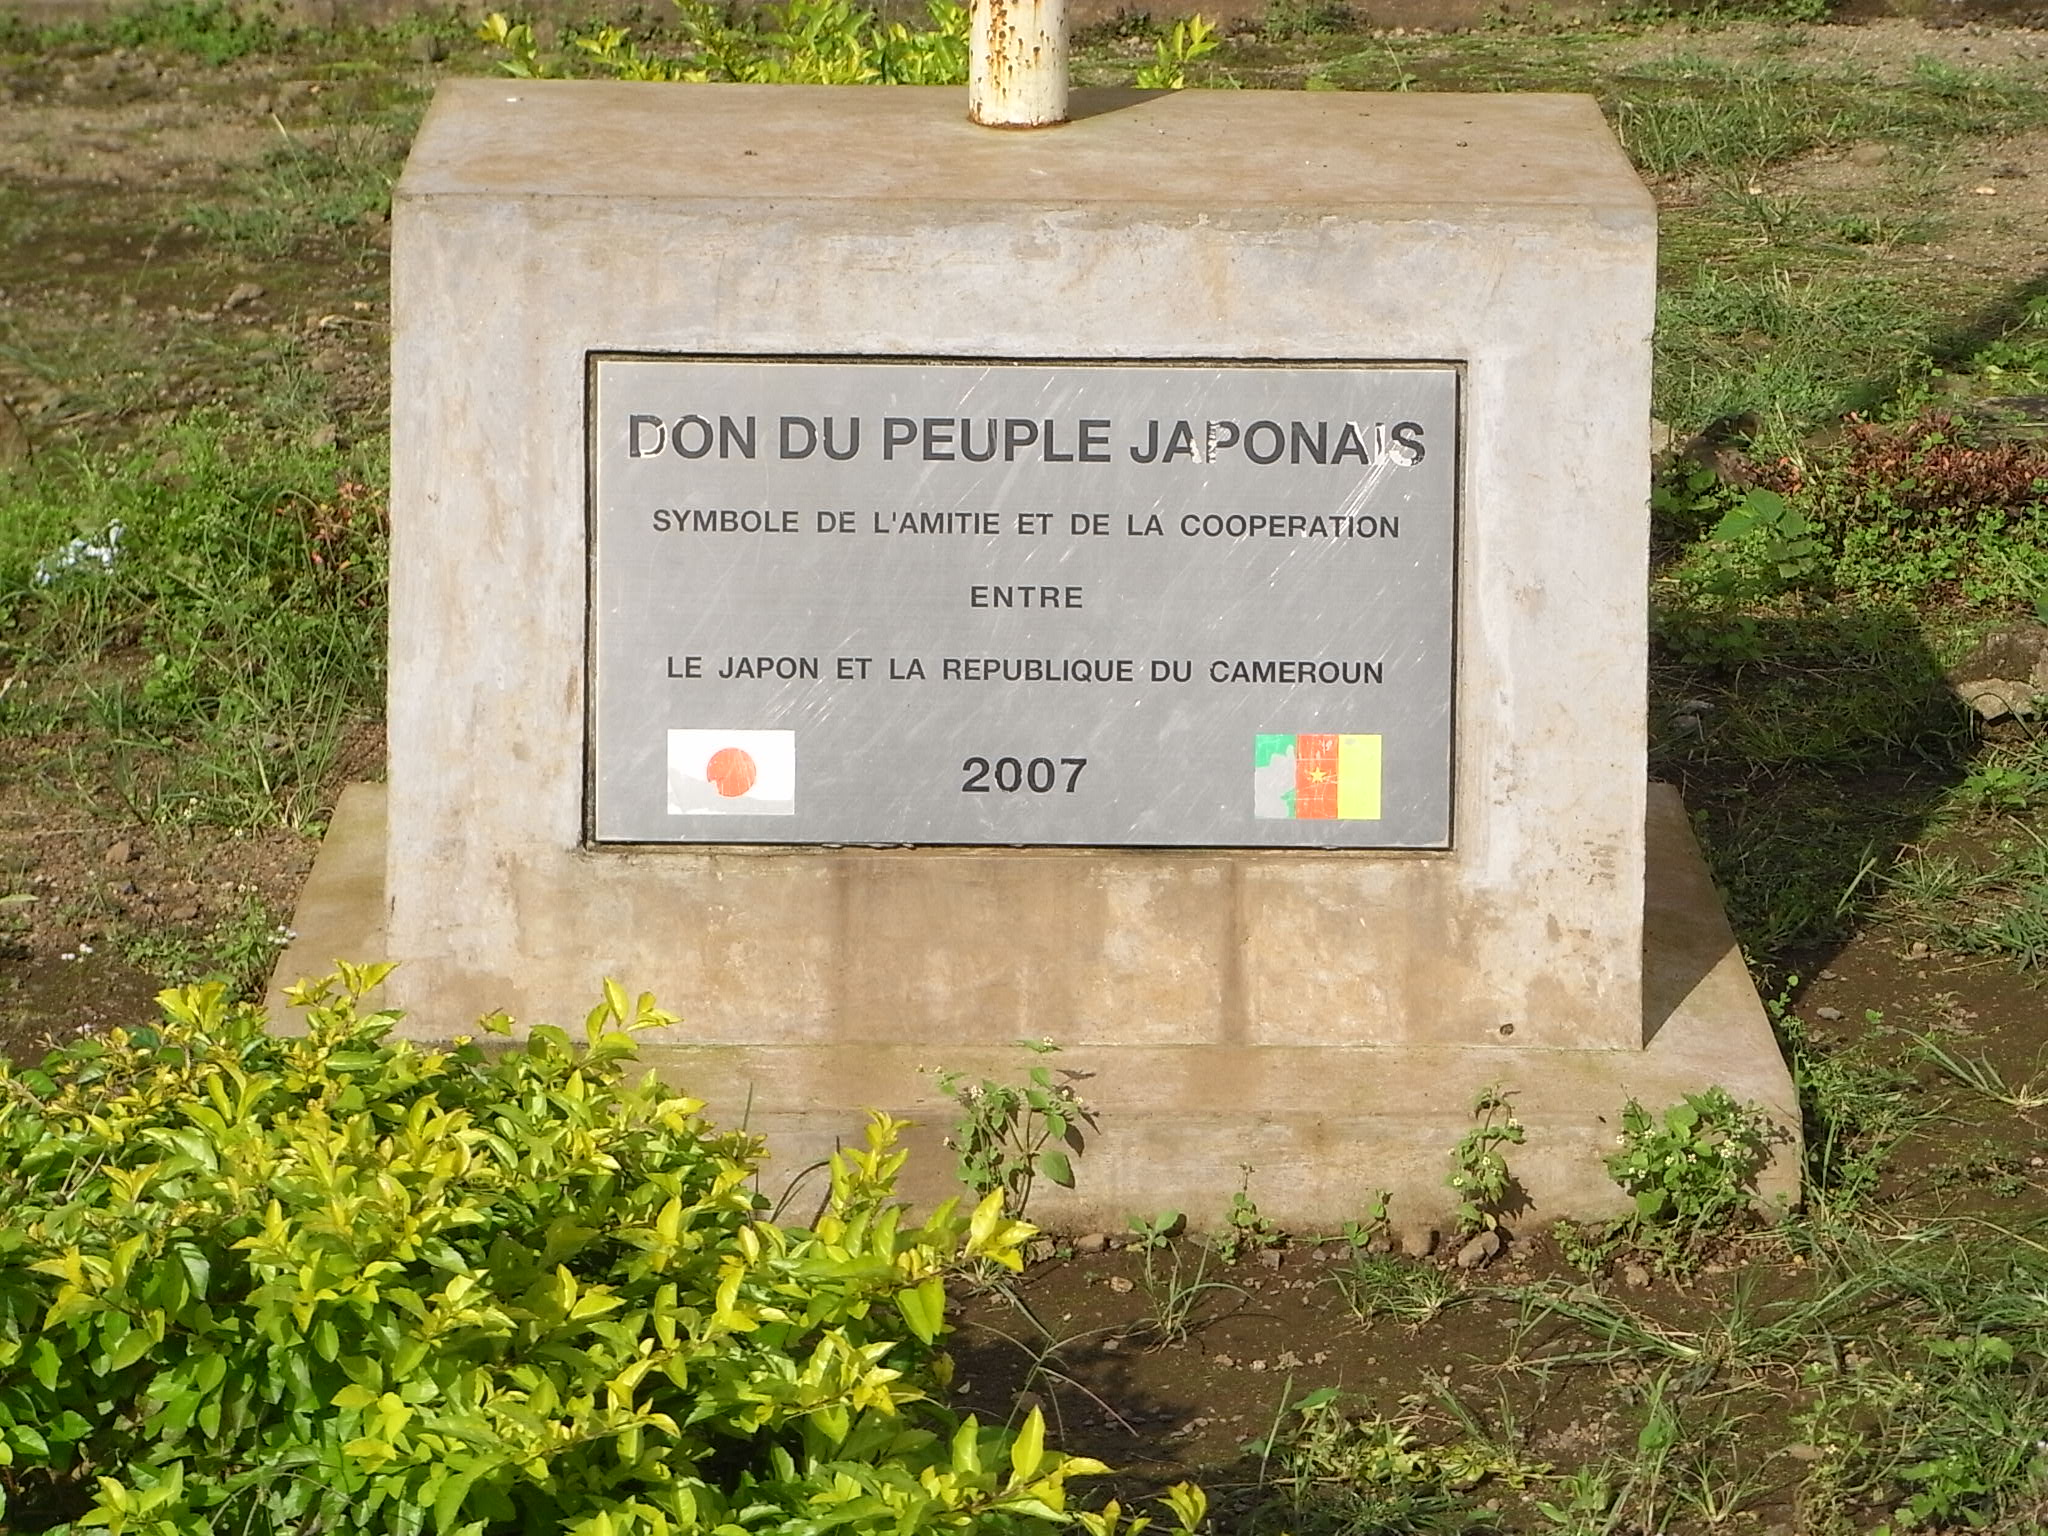 DON DU PEUPLE JAPONAIS
SYMBOLE DE L'AMITIE ET DE LA COOPERATION
ENTRE
LE JAPON ET LA REPUBLIQUE DU CAMEROUN
2007